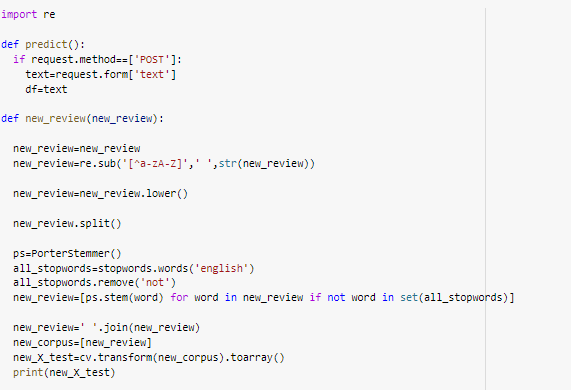 import re
def predict():
if request.method==['POST']:
text=request.form['text']
df=text
def new_review(new_review):
new_review=new_review
new_review=re.sub('[^a-zA-Z]',' ',str(new_review))
new_review=new_review.lower()
new_review.split()
ps=PorterStemmer()
all_stopwords=stopwords.words('english')
all_stopwords.remove('not')
new_review=[ps.stem(word) for word in new_review if not word in set(all_stopwords)]
new_review=' '.join(new_review)
new_corpus=[new_review]
new_X_test=cv.transform(new_corpus).toarray()
print(new_X_test)